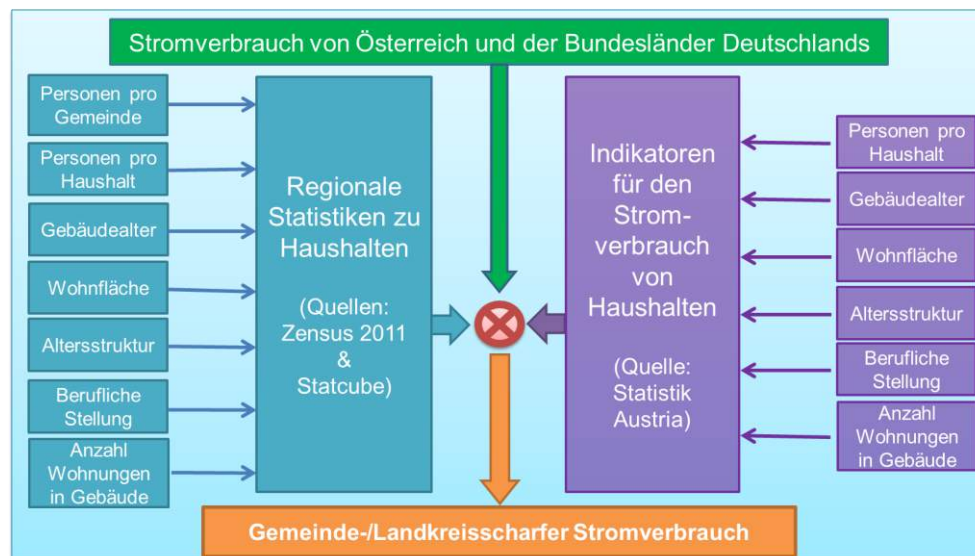 Stromverbrauch von Österreich und der Bundesländer Deutschlands
Personen pro
Gemeinde
Personen pro
Haushalt
Gebäudealter
Wohnfläche
Altersstruktur
Berufliche
Stellung
Anzahl
Wohnungen
in Gebäude
Regionale
Statistiken zu
Haushalten
(Quellen:
Zensus 2011
&
Statcube)
Indikatoren
für den
Strom-
verbrauch
von
Haushalten
(Quelle:
Statistik
Austria)
Personen pro
Haushalt
Gebäudealter
Wohnfläche
Altersstruktur
Berufliche
Stellung
Anzahl
Wohnungen
in Gebäude
Gemeinde-/Landkreisscharfer Stromverbrauch